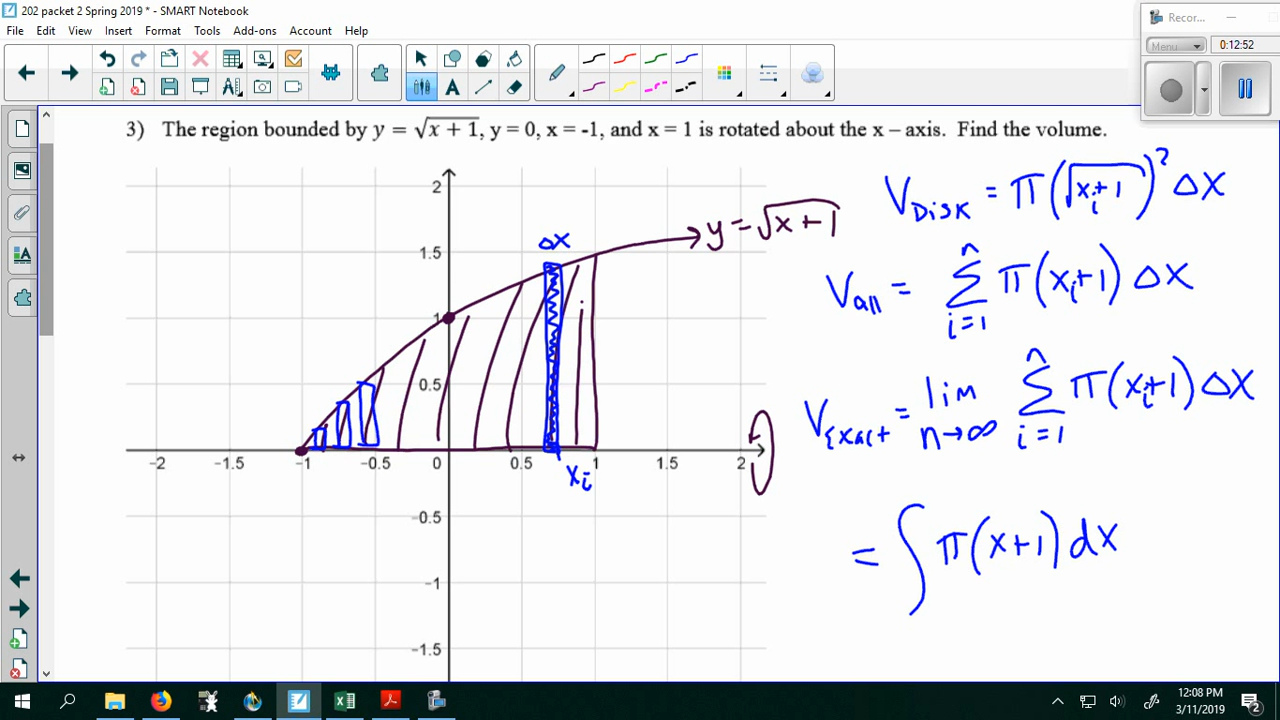 202 packet 2 Spring 2019 * - SMART Notebook
File Edit View Insert Format Tools Add-ons Account Help
Recor...
Menu
0:12:52
3) The region bounded by y = √(x + 1), y = 0, x = -1, and x = 1 is rotated about the x – axis. Find the volume.
V_Disk = π(√(x_i+1))² Δx
y = √(x+1)
Δx
V_all = Σ_{i=1}^{n} π(x_i+1) Δx
V_Exact = lim_{n→∞} Σ_{i=1}^{n} π(x_i+1) Δx
= ∫ π(x+1) dx
x_i
2
1.5
1
0.5
-2 -1 -0.5 0 0.5 1 1.5 2
-0.5
-1
-1.5
12:08 PM
3/11/2019
2